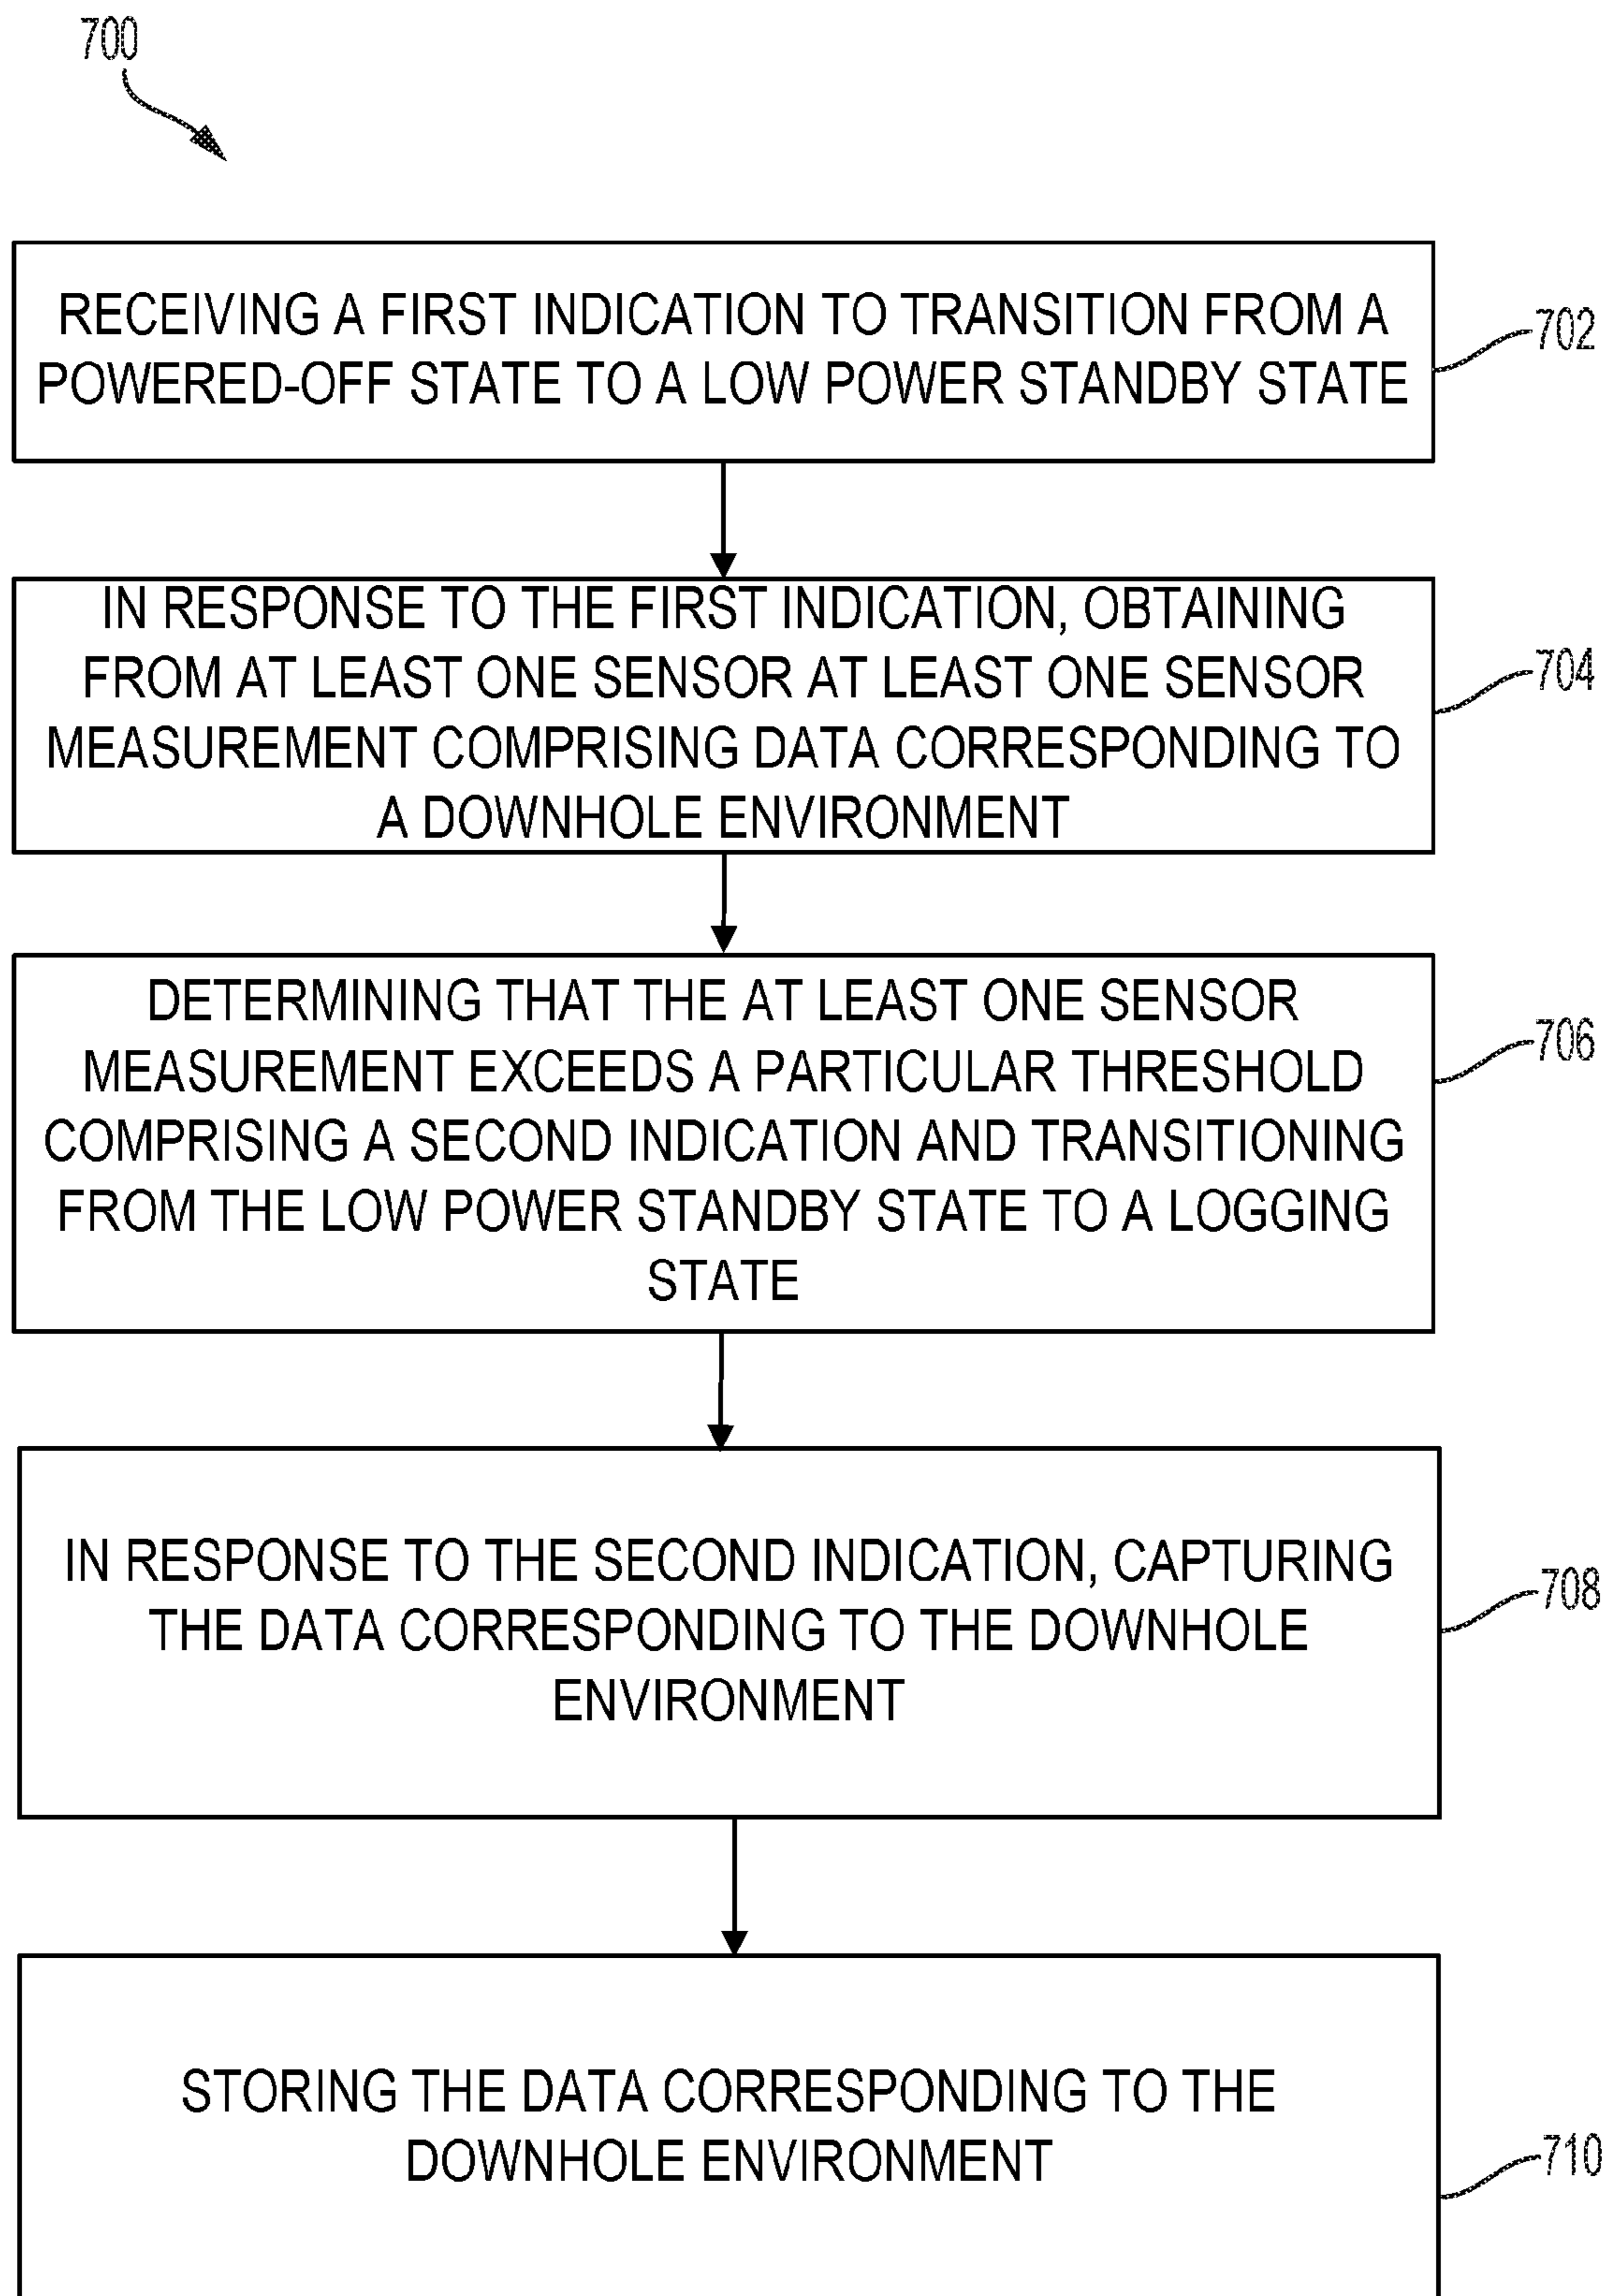 700
RECEIVING A FIRST INDICATION TO TRANSITION FROM A
POWERED-OFF STATE TO A LOW POWER STANDBY STATE
702
IN RESPONSE TO THE FIRST INDICATION, OBTAINING
FROM AT LEAST ONE SENSOR AT LEAST ONE SENSOR
MEASUREMENT COMPRISING DATA CORRESPONDING TO
A DOWNHOLE ENVIRONMENT
704
DETERMINING THAT THE AT LEAST ONE SENSOR
MEASUREMENT EXCEEDS A PARTICULAR THRESHOLD
COMPRISING A SECOND INDICATION AND TRANSITIONING
FROM THE LOW POWER STANDBY STATE TO A LOGGING
STATE
706
IN RESPONSE TO THE SECOND INDICATION, CAPTURING
THE DATA CORRESPONDING TO THE DOWNHOLE
ENVIRONMENT
708
STORING THE DATA CORRESPONDING TO THE
DOWNHOLE ENVIRONMENT
710